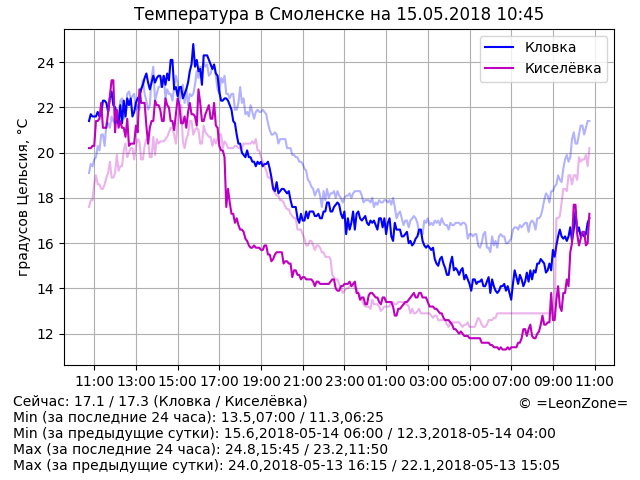 Температура в Смоленске на 15.05.2018 10:45
градусов Цельсия, °C
24
22
20
18
16
14
12
Кловка
Киселёвка
11:00 13:00 15:00 17:00 19:00 21:00 23:00 01:00 03:00 05:00 07:00 09:00 11:00
Сейчас: 17.1 / 17.3 (Кловка / Киселёвка)
© =LeonZone=
Min (за последние 24 часа): 13.5,07:00 / 11.3,06:25
Min (за предыдущие сутки): 15.6,2018-05-14 06:00 / 12.3,2018-05-14 04:00
Max (за последние 24 часа): 24.8,15:45 / 23.2,11:50
Max (за предыдущие сутки): 24.0,2018-05-13 16:15 / 22.1,2018-05-13 15:05